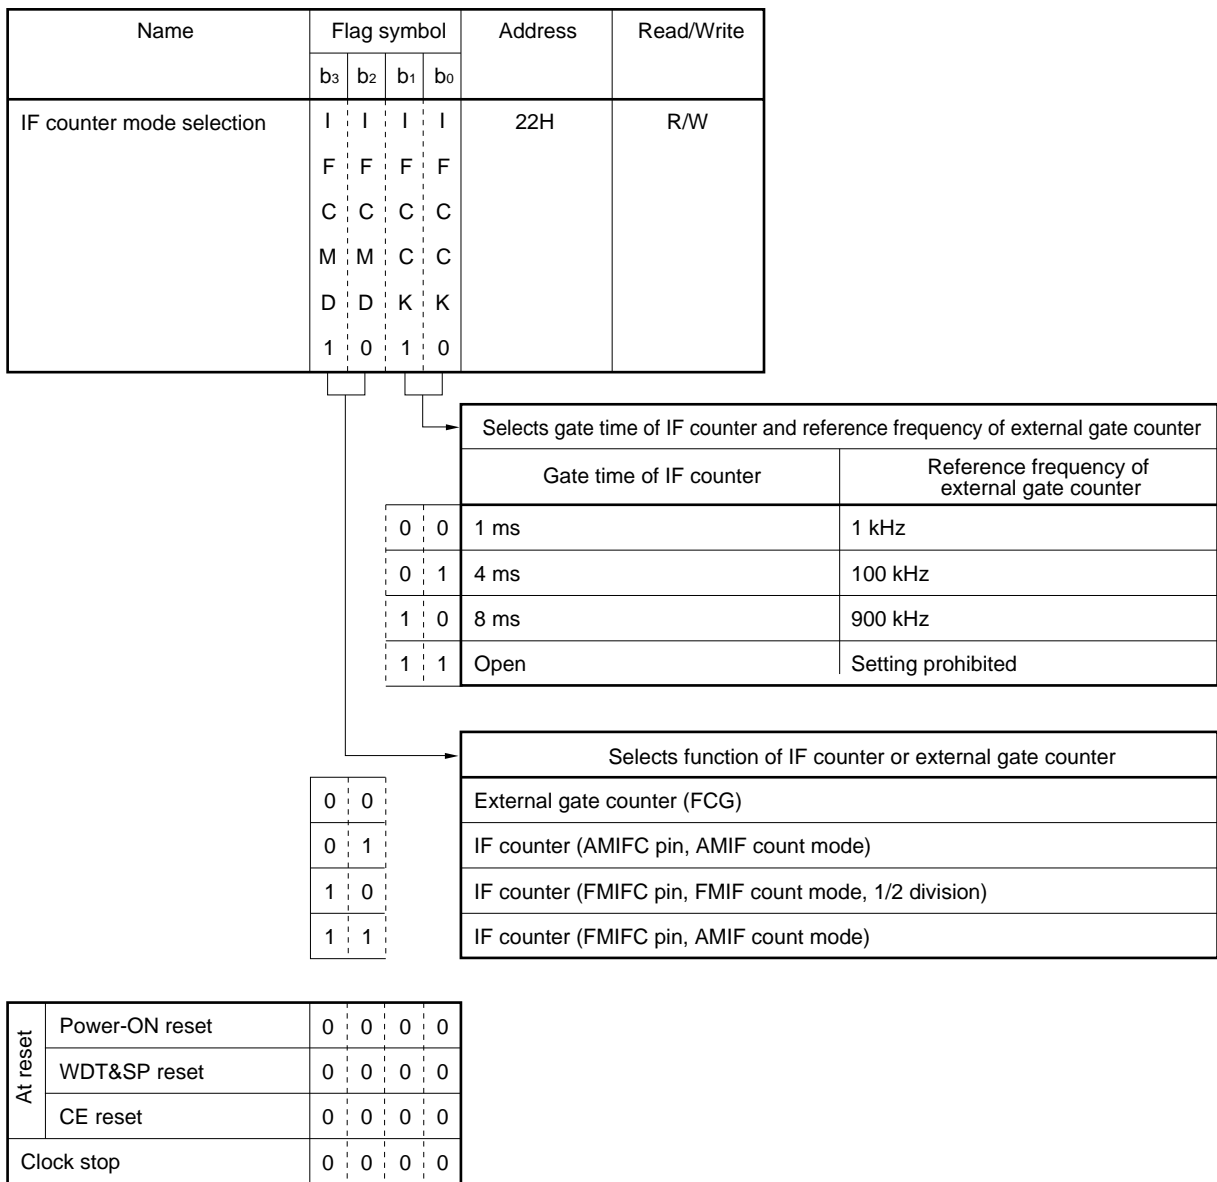 Name Flag symbol Address Read/Write
b3 b2 b1 b0
IF counter mode selection I I I I 22H R/W
F F F F
C C C C
M M C C
D D K K
1 0 1 0
Selects gate time of IF counter and reference frequency of external gate counter
Gate time of IF counter Reference frequency of
external gate counter
0 0 1 ms 1 kHz
0 1 4 ms 100 kHz
1 0 8 ms 900 kHz
1 1 Open Setting prohibited
Selects function of IF counter or external gate counter
0 0 External gate counter (FCG)
0 1 IF counter (AMIFC pin, AMIF count mode)
1 0 IF counter (FMIFC pin, FMIF count mode, 1/2 division)
1 1 IF counter (FMIFC pin, AMIF count mode)
At reset
Power-ON reset 0 0 0 0
WDT&SP reset 0 0 0 0
CE reset 0 0 0 0
Clock stop 0 0 0 0